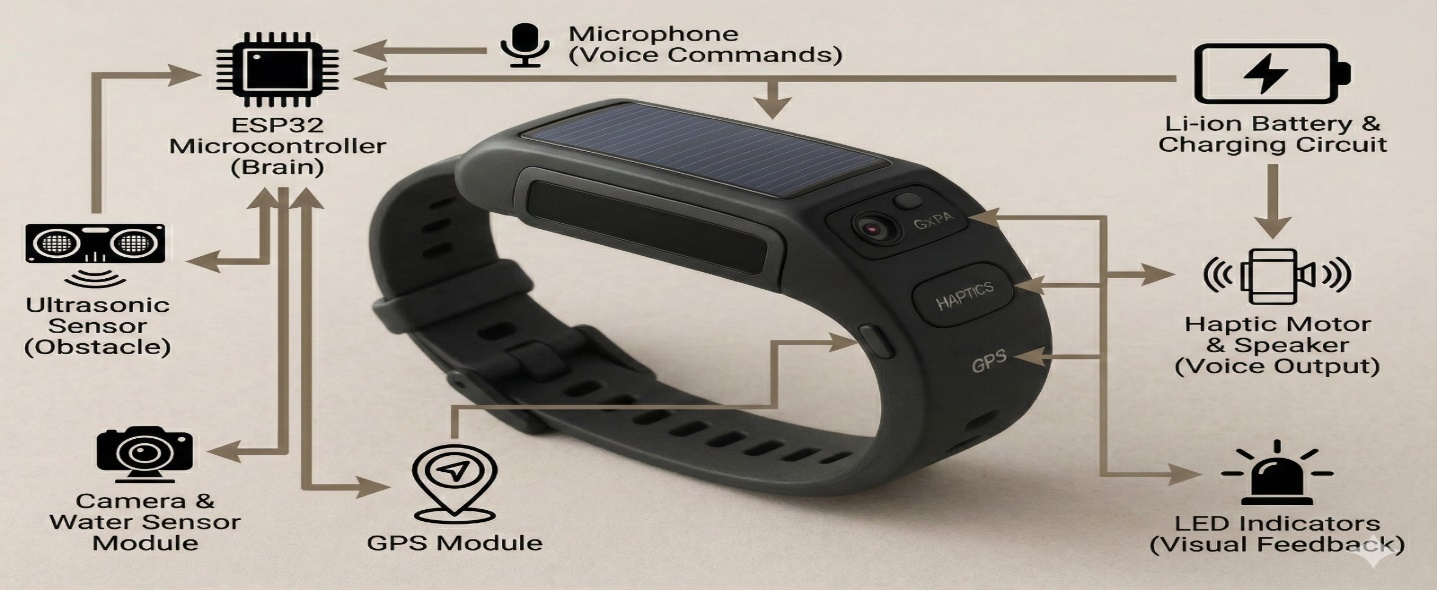 Microphone
(Voice Commands)
ESP32
Microcontroller
(Brain)
Li-ion Battery &
Charging Circuit
GxPA
HAPTICS
GPS
Ultrasonic
Sensor
(Obstacle)
Haptic Motor
& Speaker
(Voice Output)
Camera &
Water Sensor
Module
GPS Module
LED Indicators
(Visual Feedback)